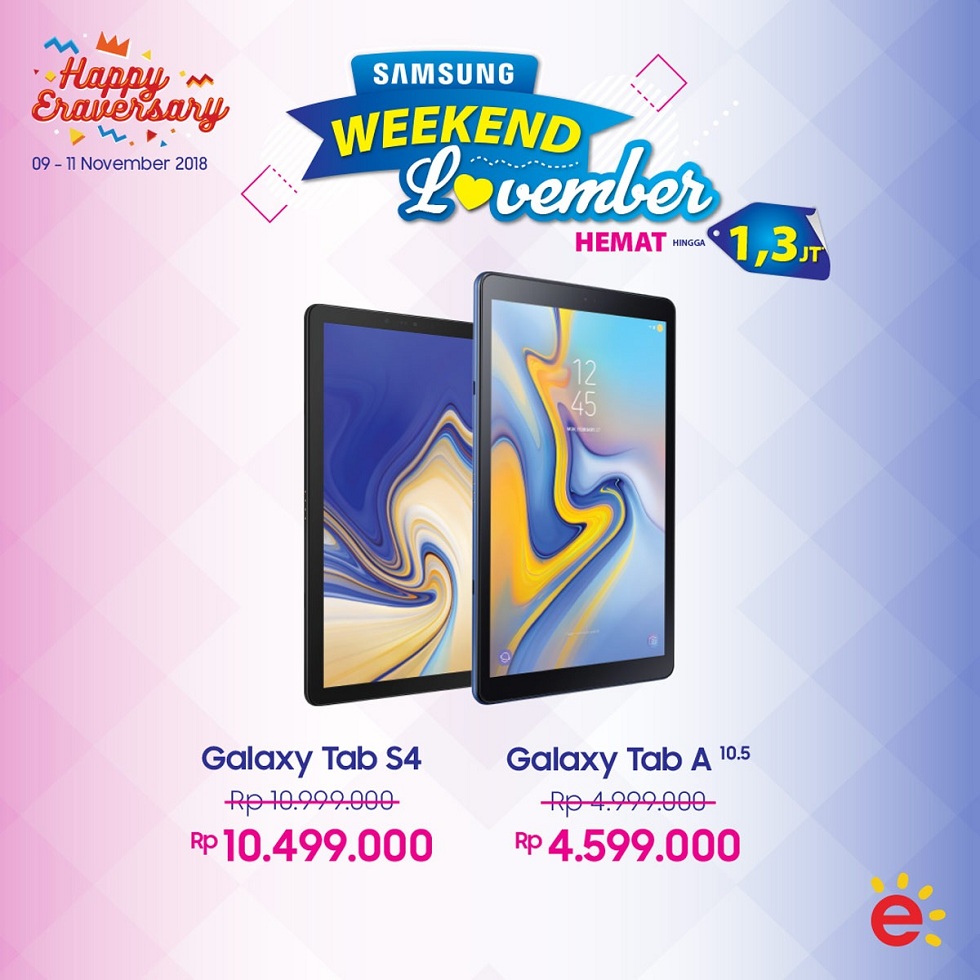 Happy
Eraversary
09 - 11 November 2018
SAMSUNG
WEEKEND
Lovember
HEMAT HINGGA 1,3JT
12
45
Galaxy Tab S4
Rp 10.999.000
Rp 10.499.000
Galaxy Tab A 10.5
Rp 4.999.000
Rp 4.599.000
e